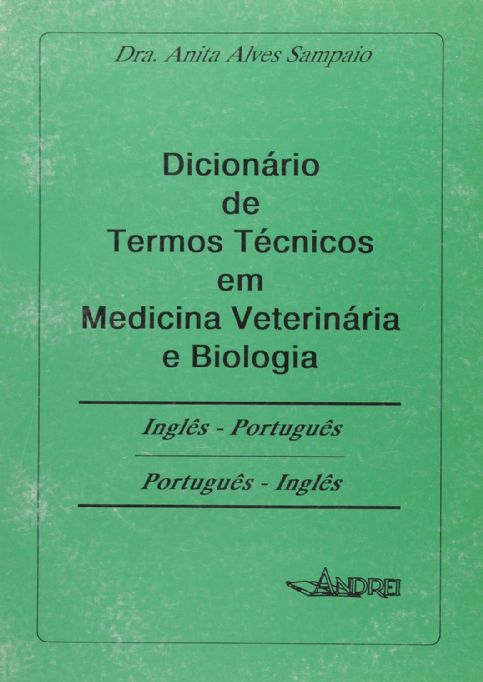 Dra. Anita Alves Sampaio
Dicionário
de
Termos Técnicos
em
Medicina Veterinária
e Biologia
Inglês - Português
Português - Inglês
ANDREI